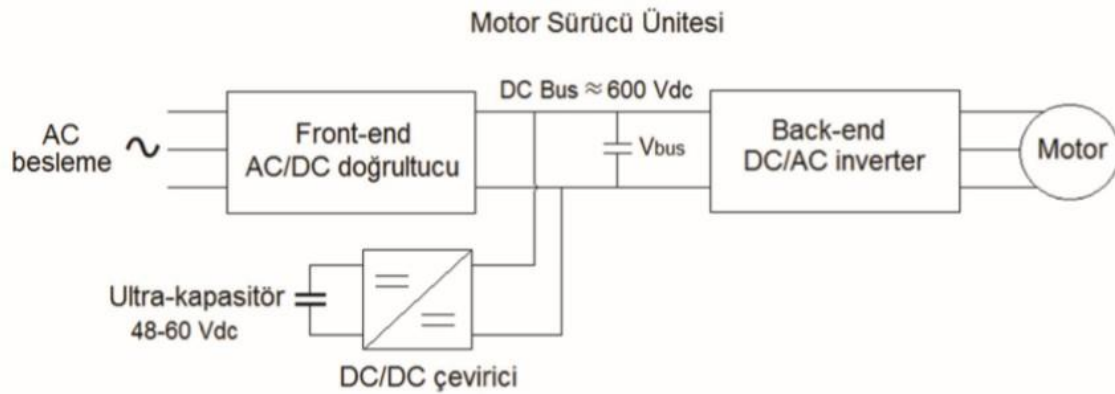 Motor Sürücü Ünitesi
DC Bus ≈ 600 Vdc
AC
besleme
∼
Front-end
AC/DC doğrultucu
Vbus
Back-end
DC/AC inverter
Motor
Ultra-kapasitör
48-60 Vdc
DC/DC çevirici